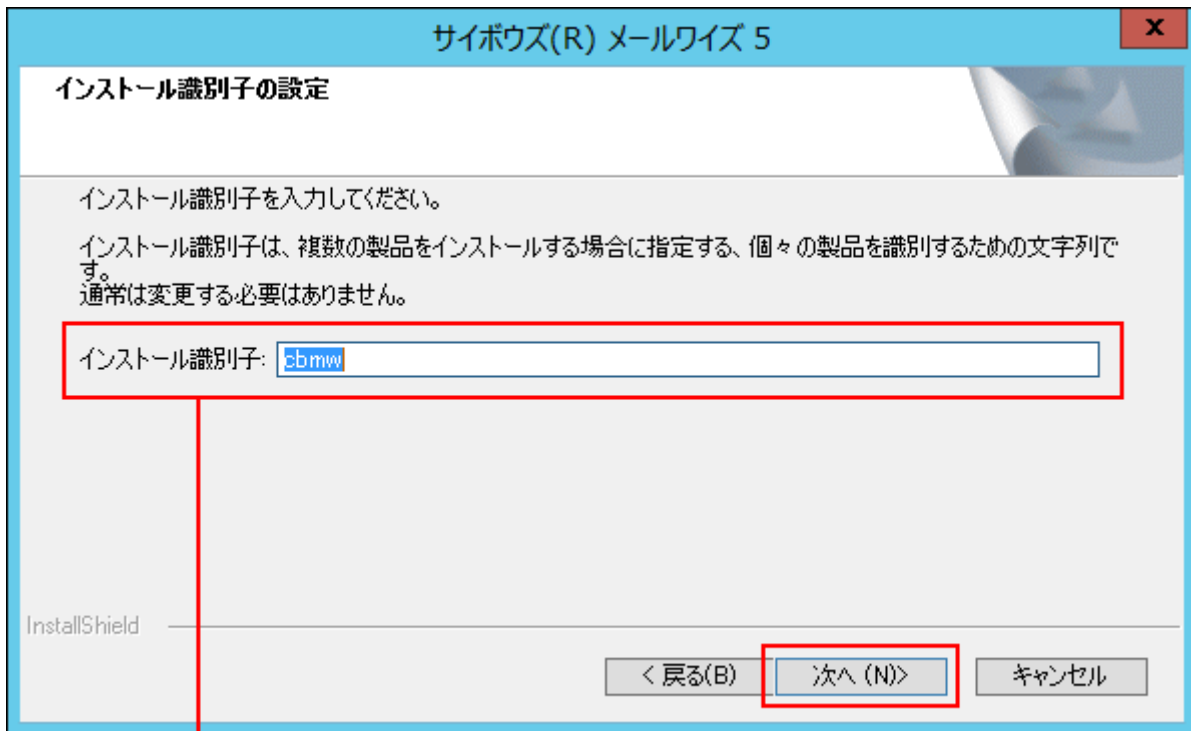 サイボウズ(R) メールワイズ 5
x
インストール識別子の設定
インストール識別子を入力してください。
インストール識別子は、複数の製品をインストールする場合に指定する、個々の製品を識別するための文字列で
す。
通常は変更する必要はありません。
インストール識別子: cbmw
InstallShield
< 戻る(B) 次へ (N)> キャンセル